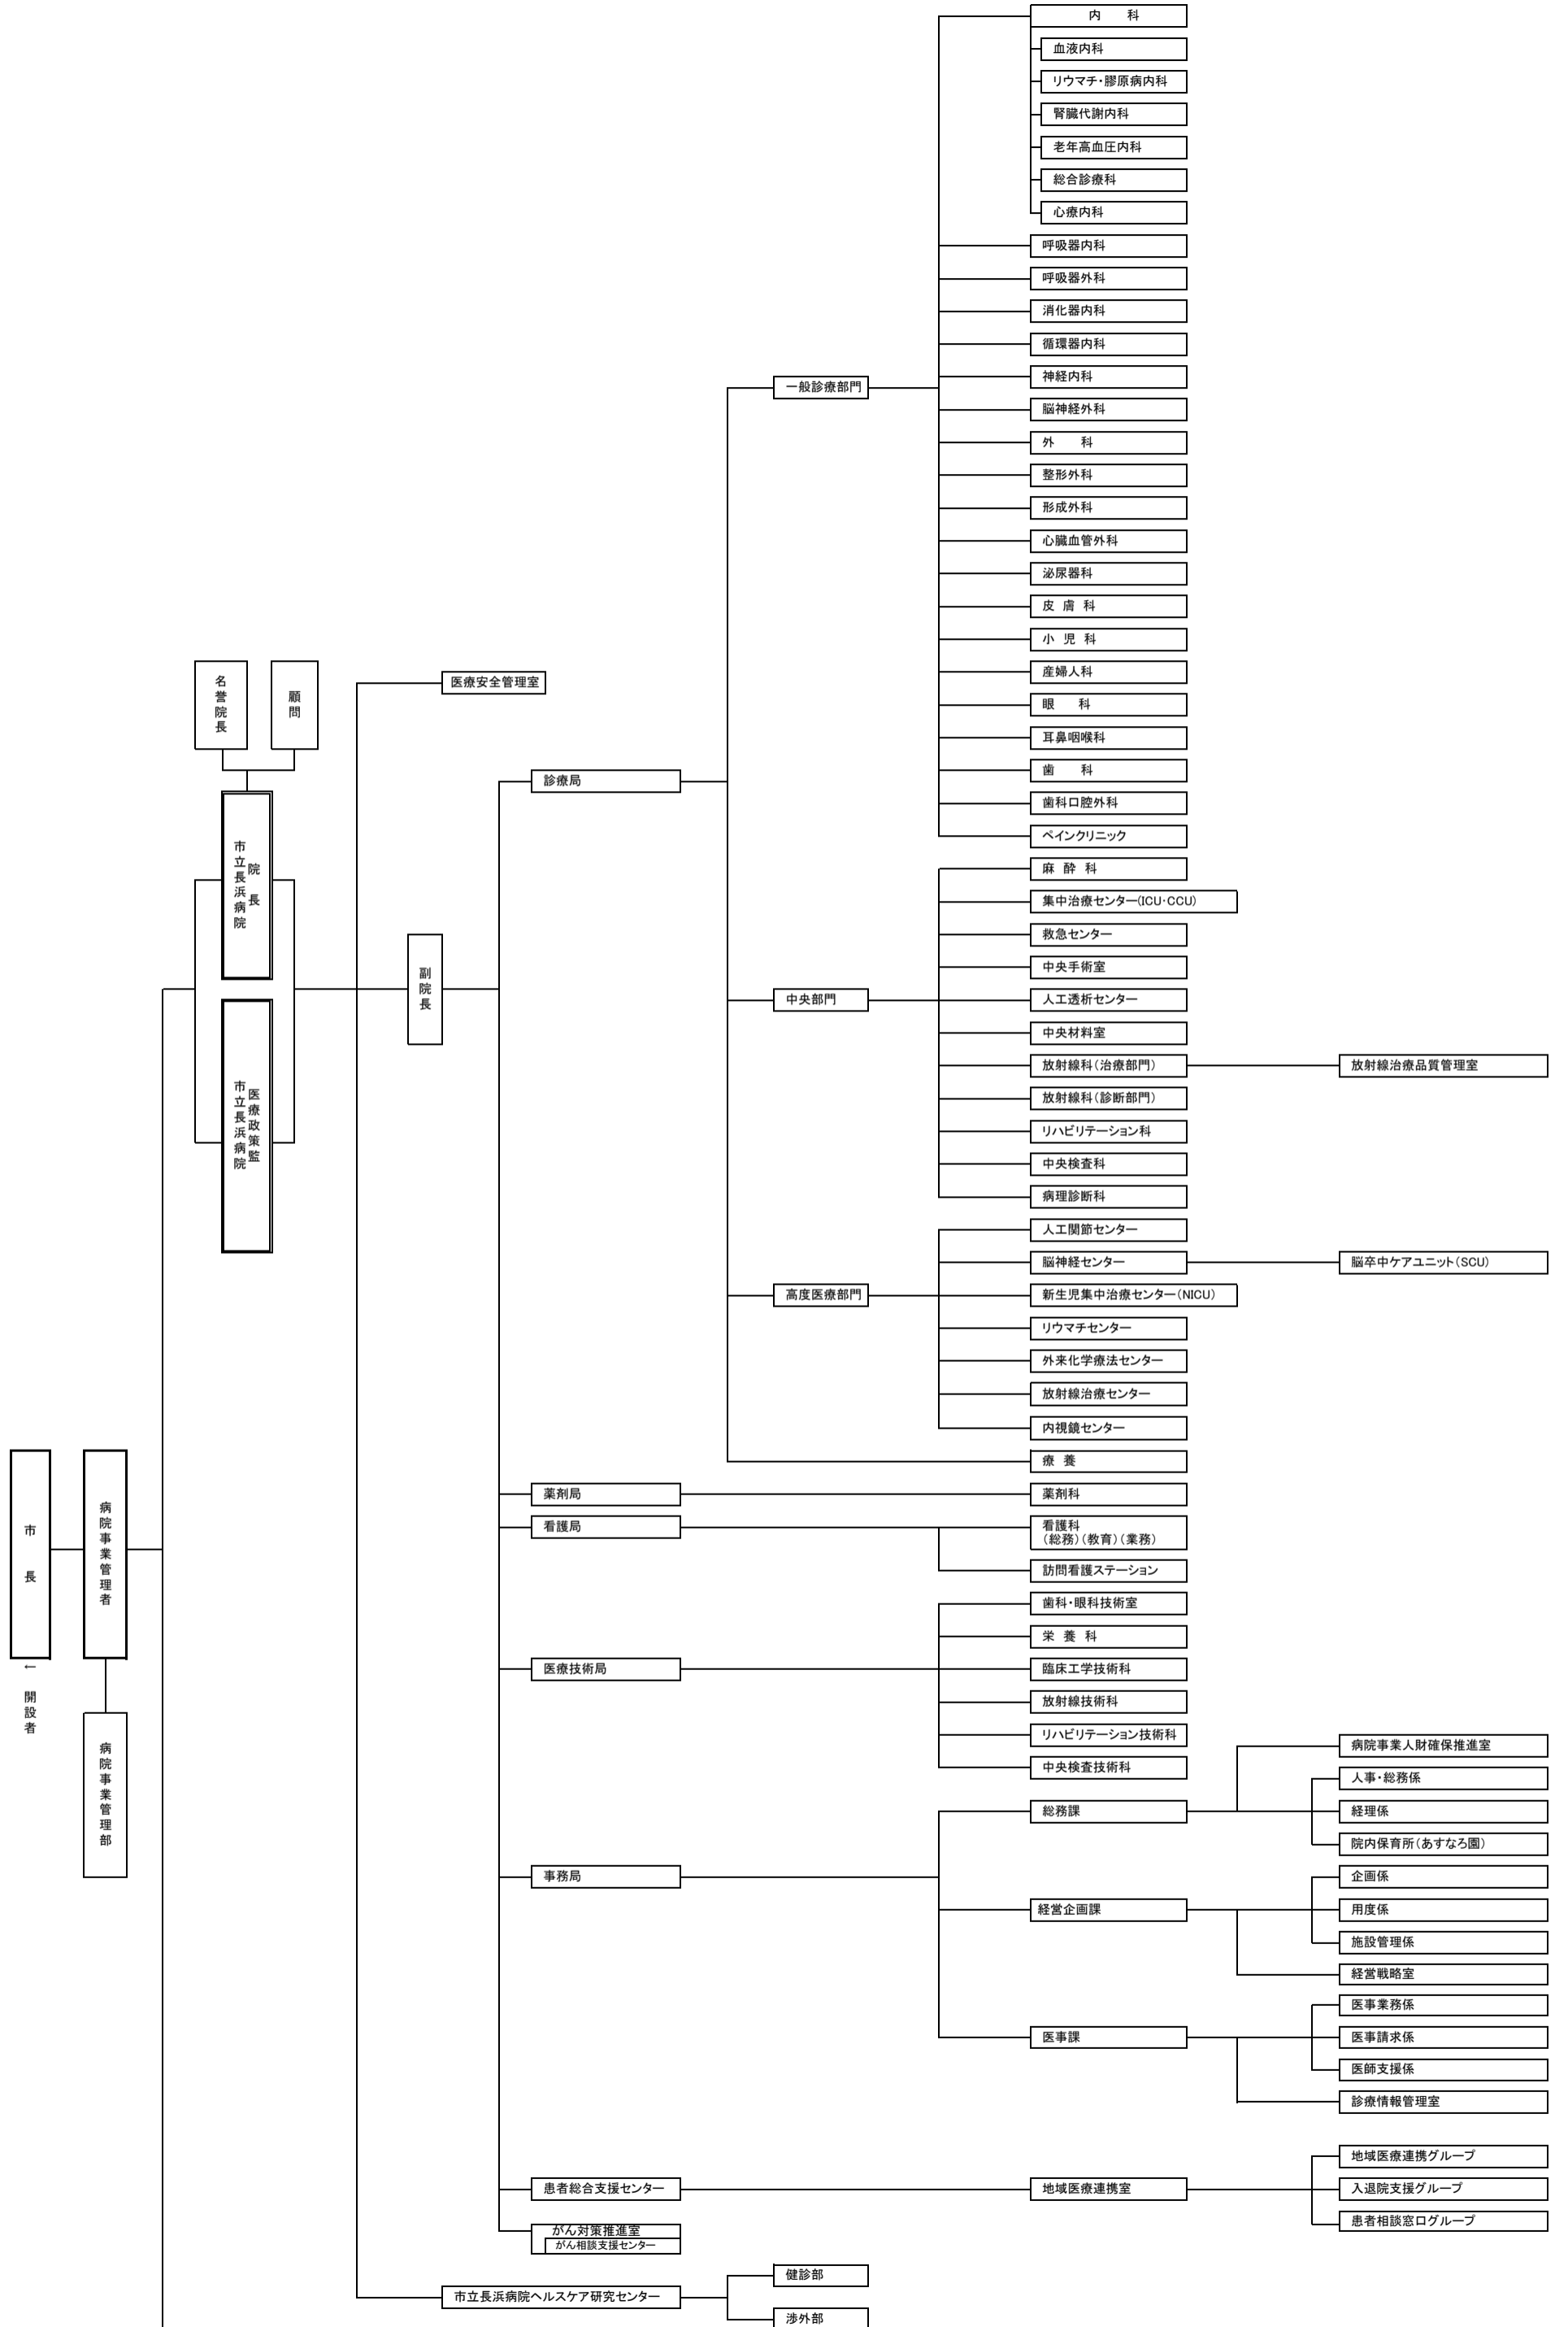 内　　科
血液内科
リウマチ・膠原病内科
腎臓代謝内科
老年高血圧内科
総合診療科
心療内科
呼吸器内科
呼吸器外科
消化器内科
循環器内科
神経内科
一般診療部門
脳神経外科
外　　科
整形外科
形成外科
心臓血管外科
泌尿器科
皮　膚　科
小　児　科
産婦人科
名誉院長
顧問
医療安全管理室
眼　　科
耳鼻咽喉科
歯　　科
診療局
歯科口腔外科
ペインクリニック
市立長浜病院
院　長
麻　酔　科
集中治療センター(ICU・CCU)
救急センター
中央手術室
副院長
中央部門
人工透析センター
中央材料室
放射線科（治療部門）
放射線治療品質管理室
放射線科（診断部門）
市立長浜病院
医療政策監
リハビリテーション科
中央検査科
病理診断科
人工関節センター
脳神経センター
脳卒中ケアユニット（SCU）
高度医療部門
新生児集中治療センター（NICU）
リウマチセンター
外来化学療法センター
放射線治療センター
内視鏡センター
療　養
薬剤局
薬剤科
看護局
看護科
（総務）（教育）（業務）
訪問看護ステーション
市　長
← 開設者
病院事業管理者
歯科・眼科技術室
栄　養　科
医療技術局
臨床工学技術科
放射線技術科
リハビリテーション技術科
中央検査技術科
病院事業管理部
病院事業人財確保推進室
人事・総務係
総務課
経理係
院内保育所（あすなろ園）
事務局
企画係
経営企画課
用度係
施設管理係
経営戦略室
医事業務係
医事課
医事請求係
医師支援係
診療情報管理室
地域医療連携グループ
患者総合支援センター
地域医療連携室
入退院支援グループ
患者相談窓口グループ
がん対策推進室
がん相談支援センター
健診部
市立長浜病院ヘルスケア研究センター
渉外部